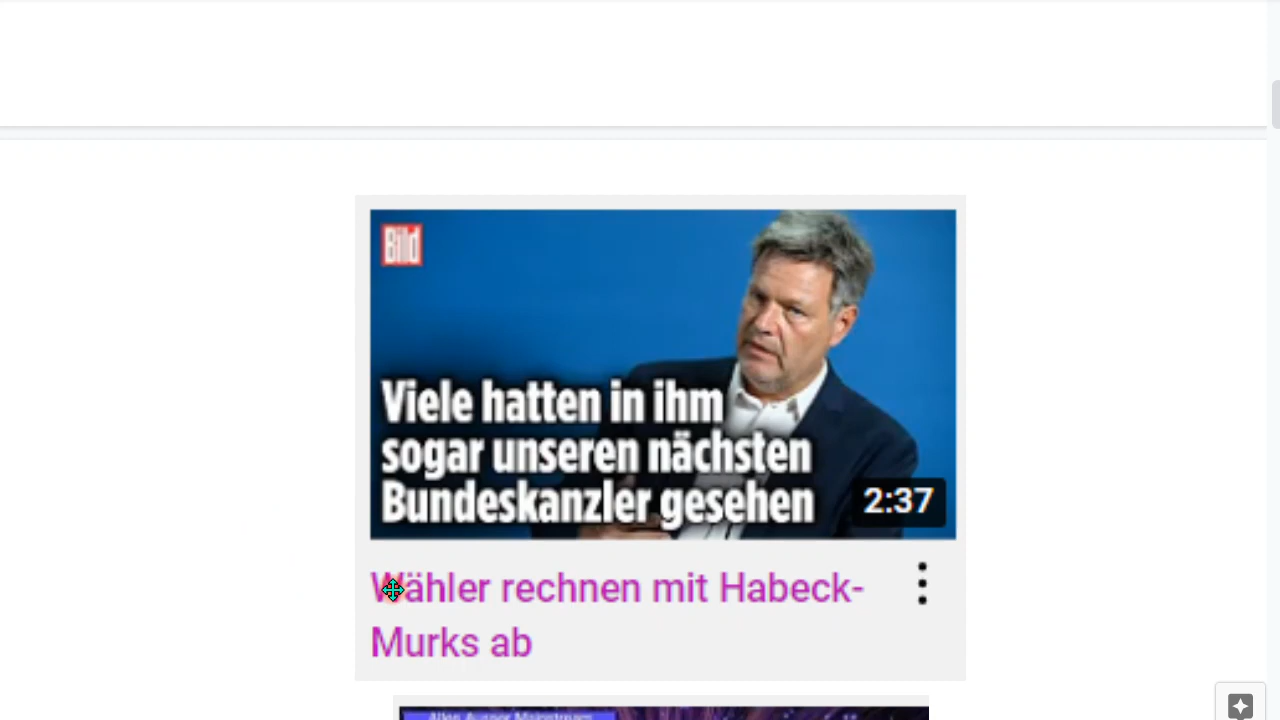 Bild
Viele hatten in ihm
sogar unseren nächsten
Bundeskanzler gesehen
2:37
Wähler rechnen mit Habeck-
Murks ab